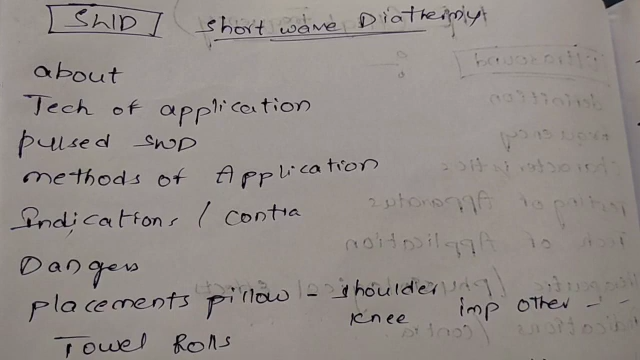 SWD Short wave Diathermy
about
Tech of application
pulsed SWD
methods of Application
Indications / contra
Dangers
placements pillow - shoulder imp other - -
knee
Towel Rolls